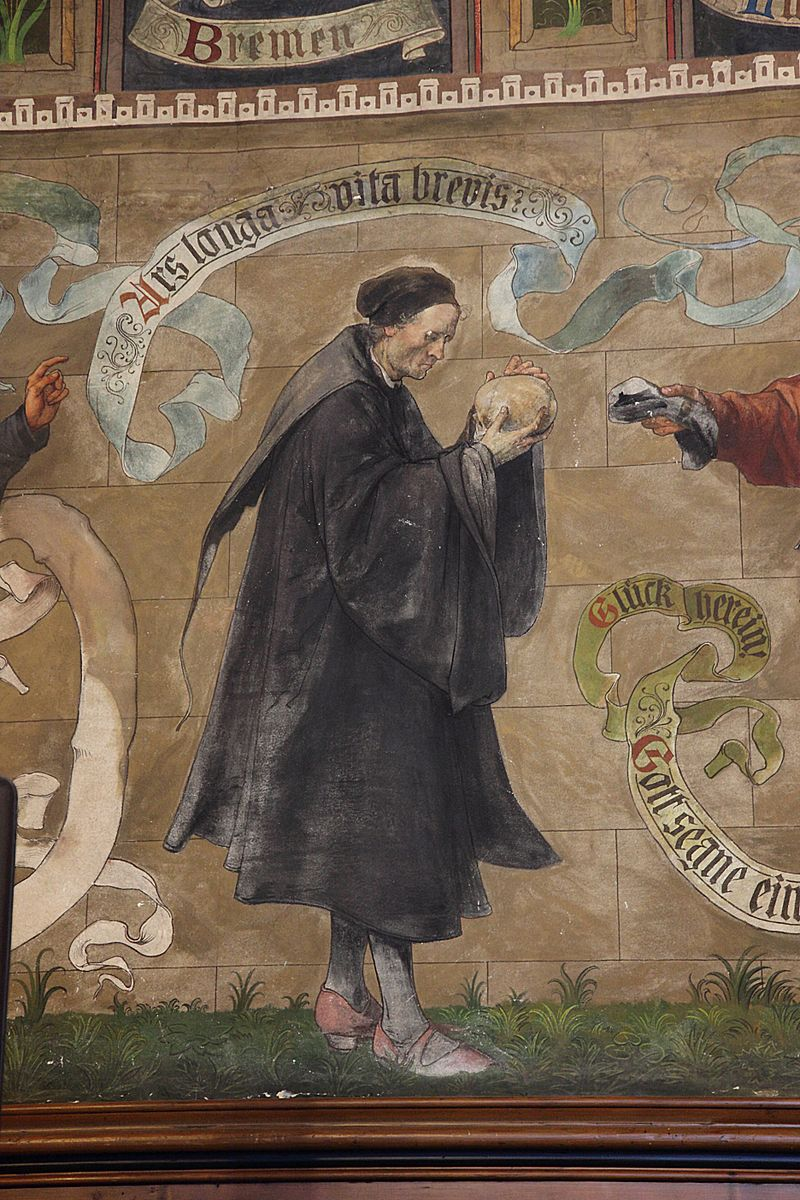 Bremen
Ars longa vita brevis
Glück herein!
Gott segne ein